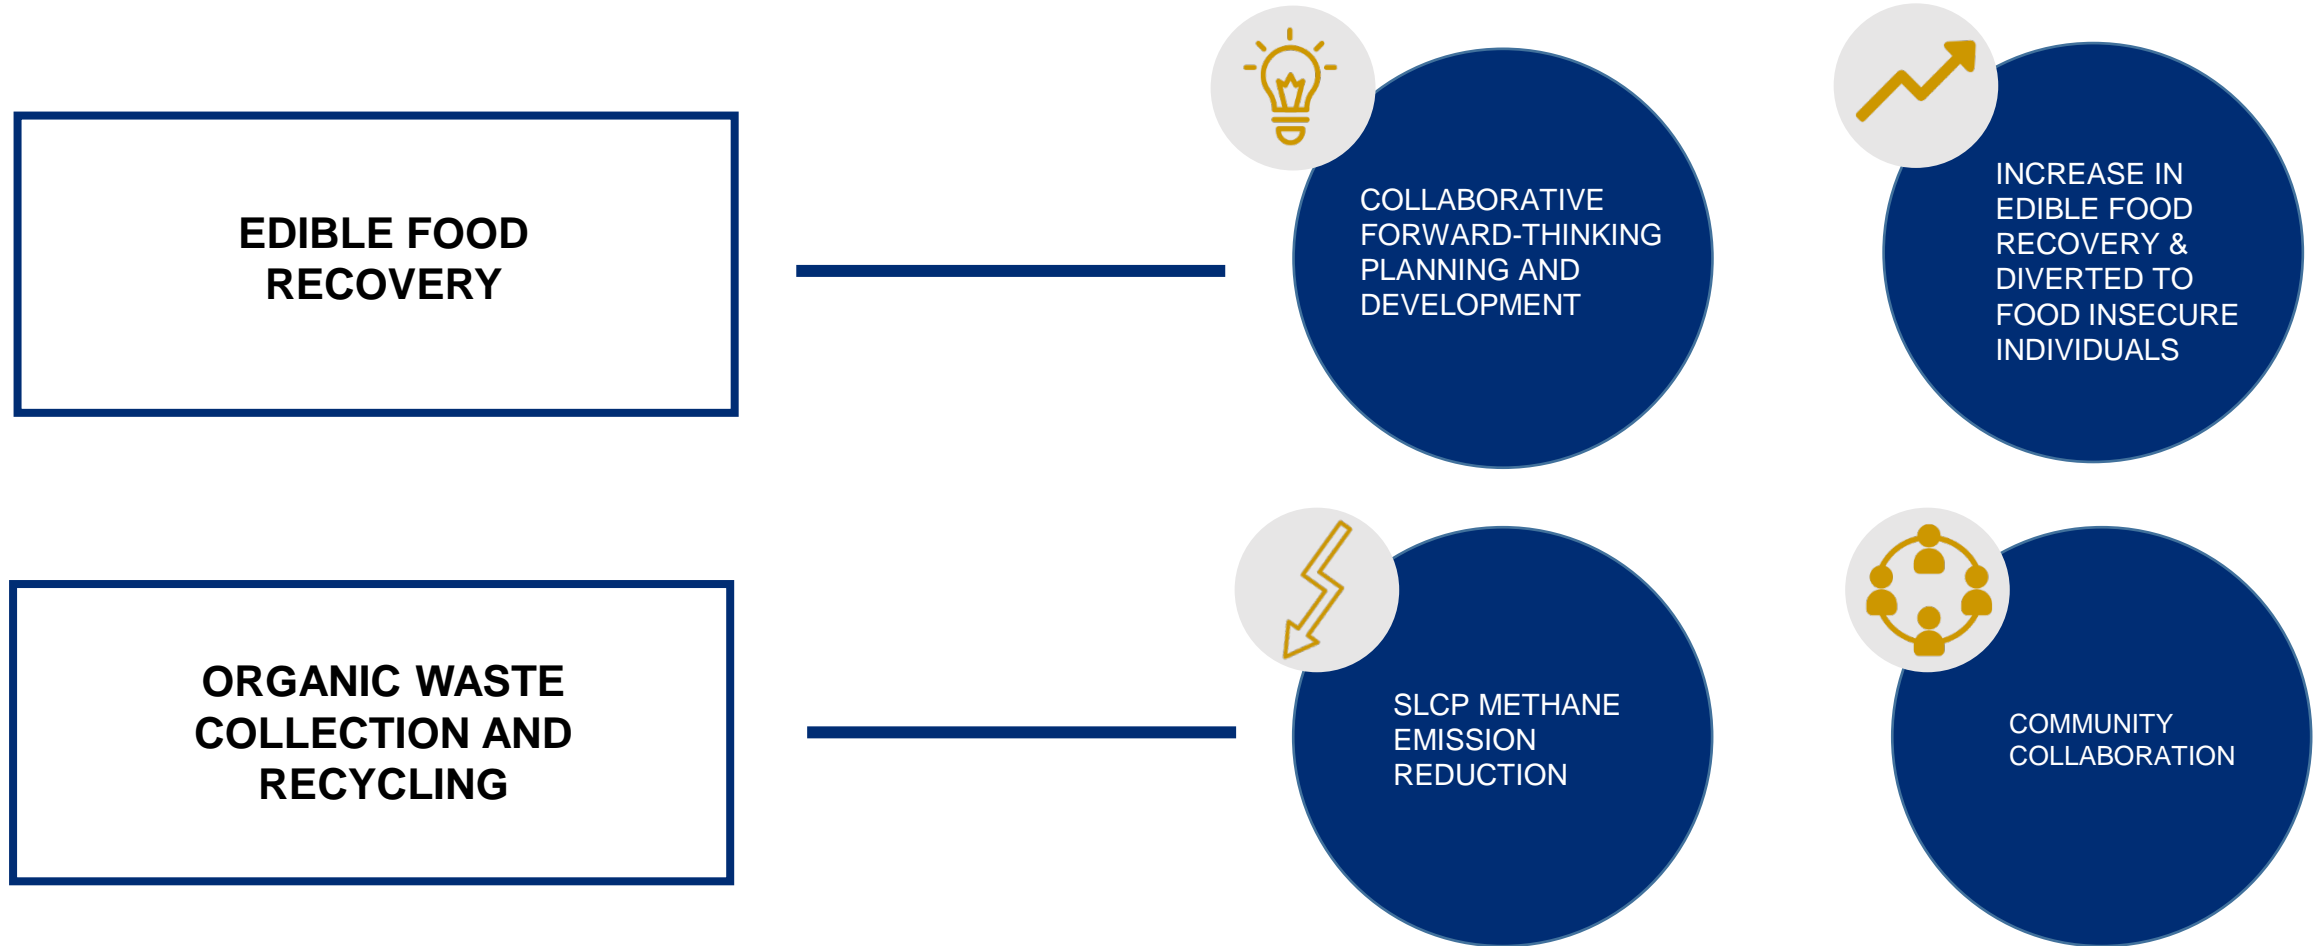 EDIBLE FOOD
RECOVERY
COLLABORATIVE
FORWARD-THINKING
PLANNING AND
DEVELOPMENT
INCREASE IN
EDIBLE FOOD
RECOVERY &
DIVERTED TO
FOOD INSECURE
INDIVIDUALS
ORGANIC WASTE
COLLECTION AND
RECYCLING
SLCP METHANE
EMISSION
REDUCTION
COMMUNITY
COLLABORATION